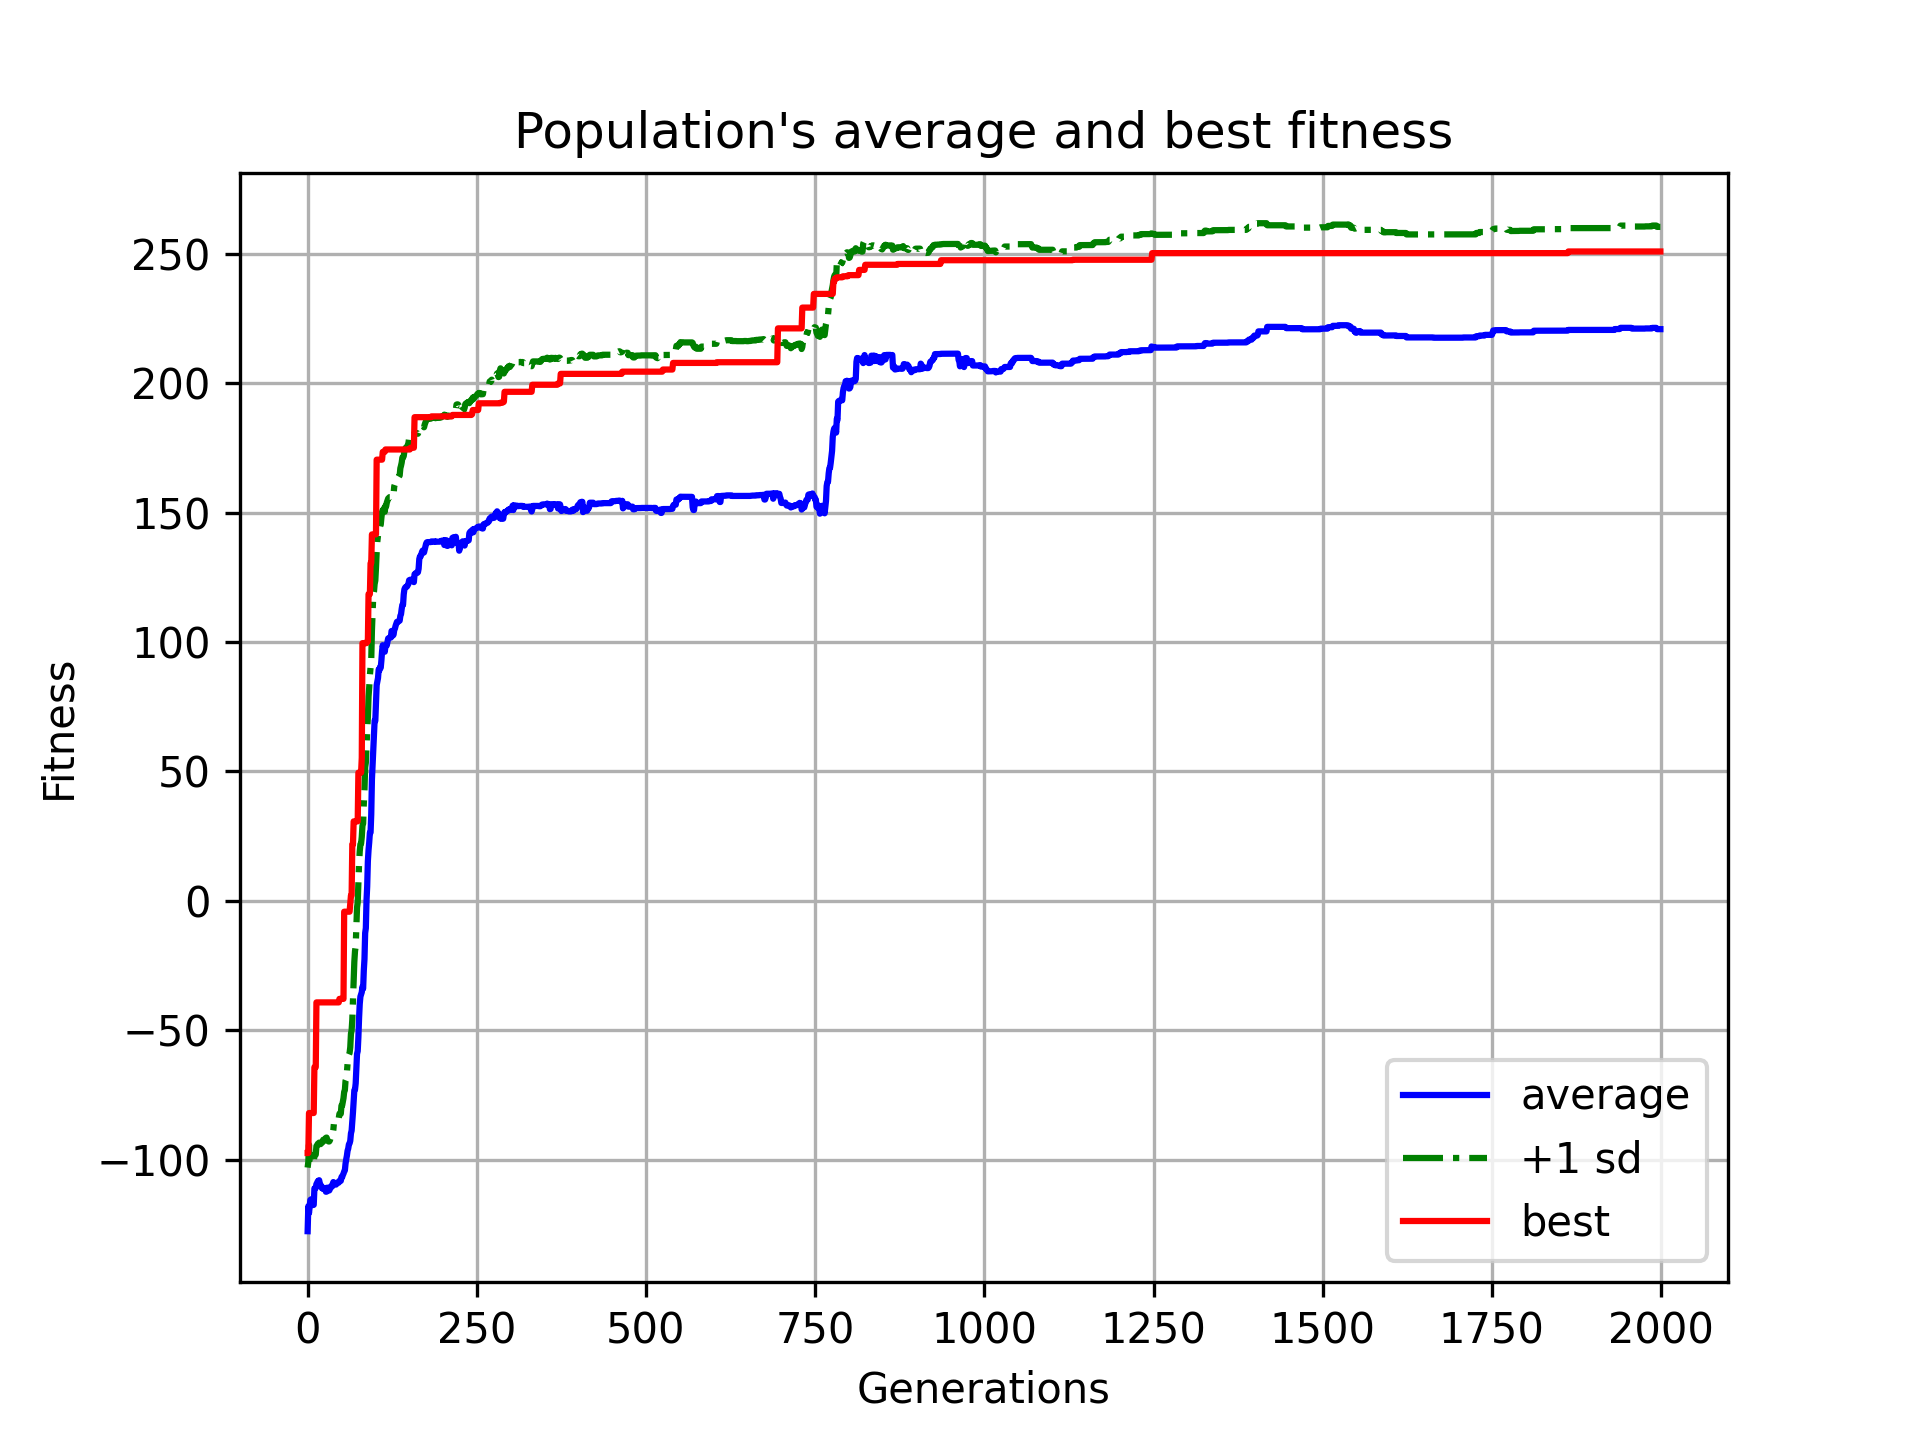 Population's average and best fitness
Fitness
250
200
150
100
50
0
−50
−100
average
+1 sd
best
0 250 500 750 1000 1250 1500 1750 2000
Generations